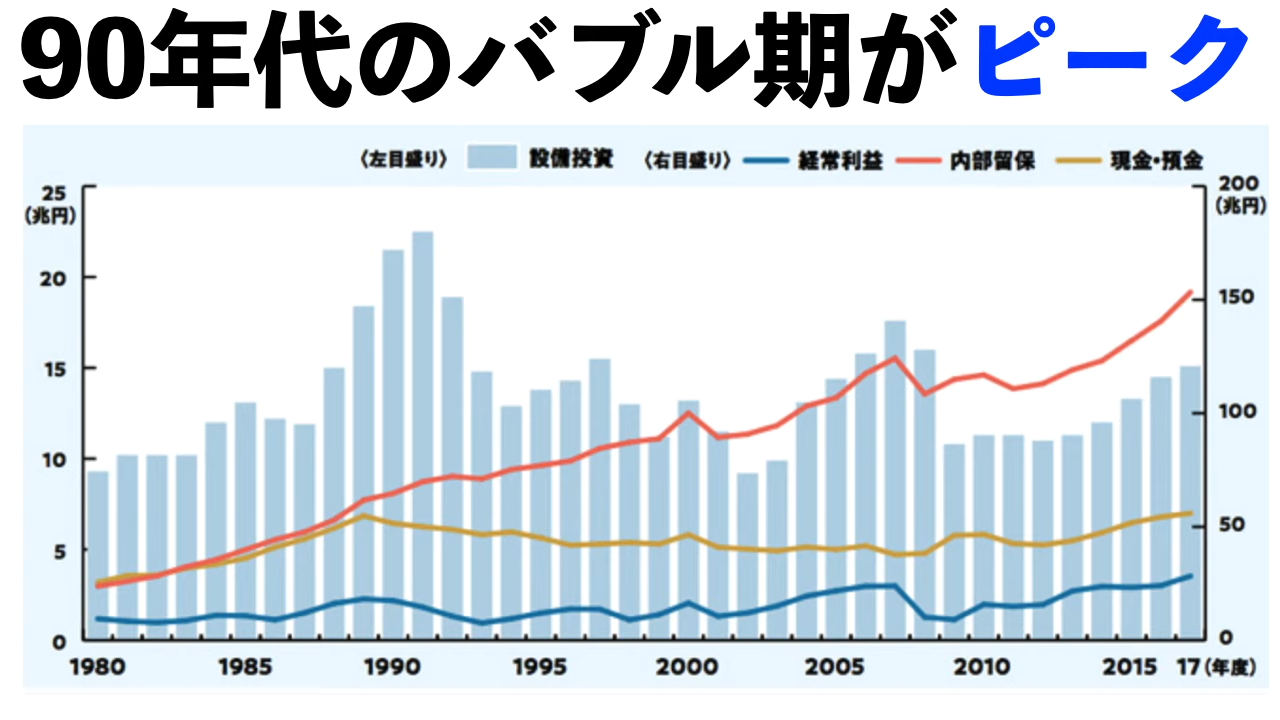 90年代のバブル期がピーク
〈左目盛り〉 設備投資 〈右目盛り〉 経常利益 内部留保 現金・預金
25 200
(兆円) (兆円)
20 150
15
100
10
5 50
0 0
1980 1985 1990 1995 2000 2005 2010 2015 17(年度)